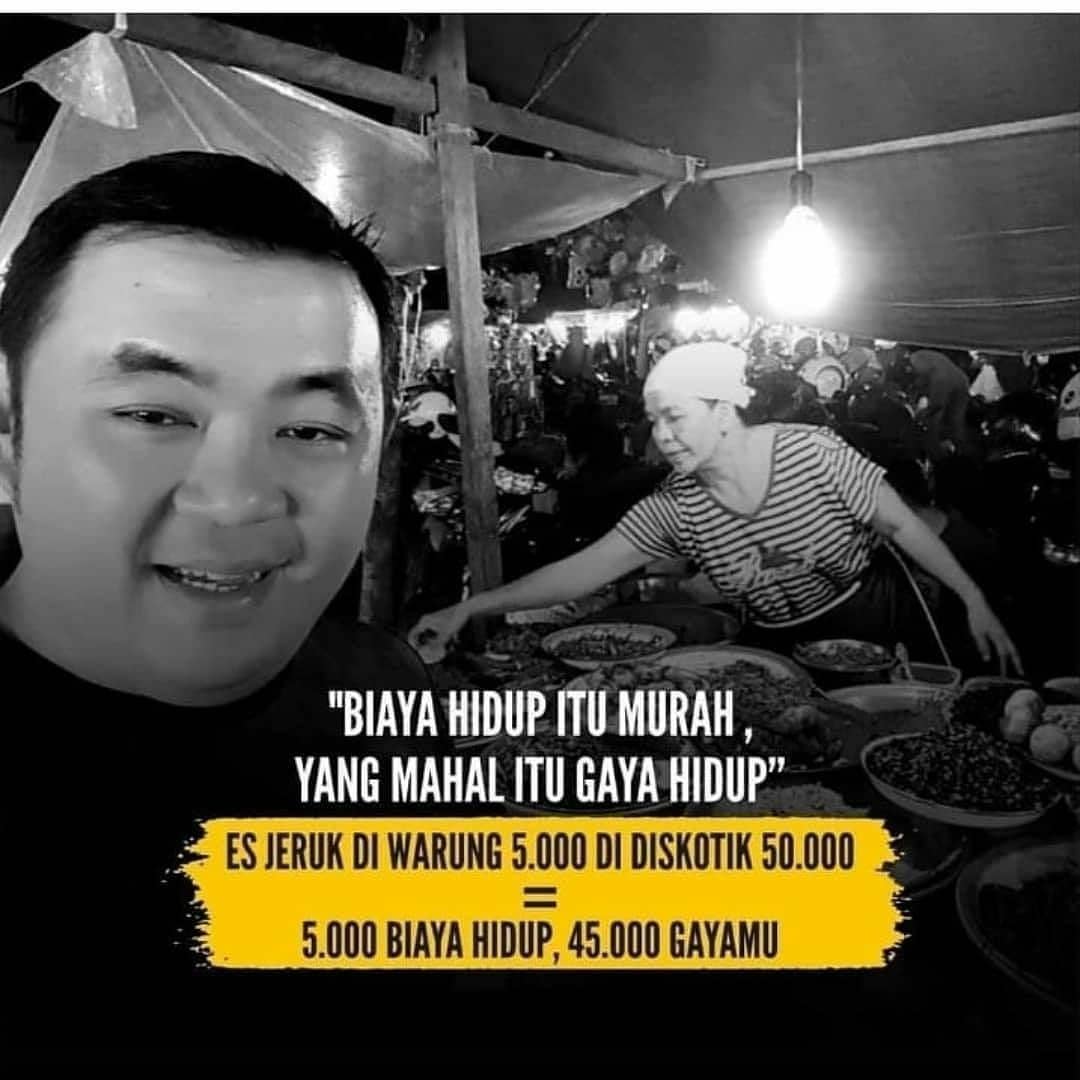 "BIAYA HIDUP ITU MURAH ,
YANG MAHAL ITU GAYA HIDUP”
ES JERUK DI WARUNG 5.000 DI DISKOTIK 50.000
=
5.000 BIAYA HIDUP, 45.000 GAYAMU